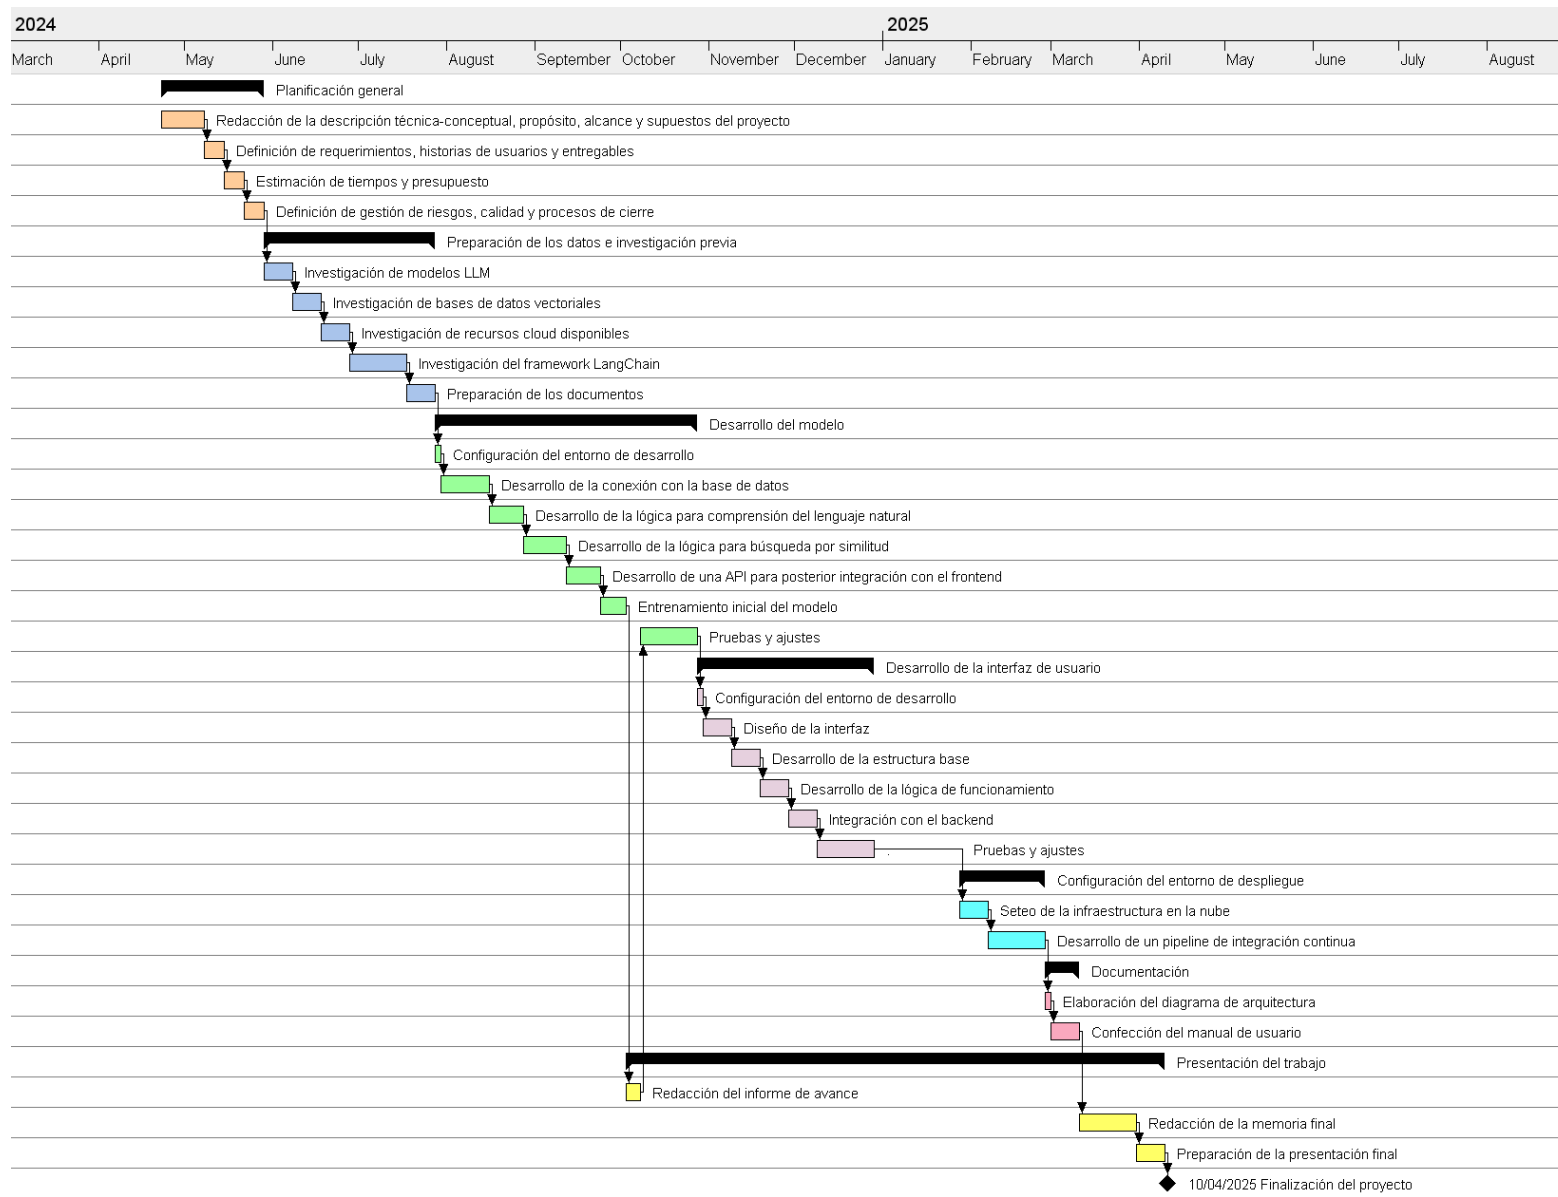 2024 2025
March April May June July August September October November December January February March April May June July August
Planificación general
Redacción de la descripción técnica-conceptual, propósito, alcance y supuestos del proyecto
Definición de requerimientos, historias de usuarios y entregables
Estimación de tiempos y presupuesto
Definición de gestión de riesgos, calidad y procesos de cierre
Preparación de los datos e investigación previa
Investigación de modelos LLM
Investigación de bases de datos vectoriales
Investigación de recursos cloud disponibles
Investigación del framework LangChain
Preparación de los documentos
Desarrollo del modelo
Configuración del entorno de desarrollo
Desarrollo de la conexión con la base de datos
Desarrollo de la lógica para comprensión del lenguaje natural
Desarrollo de la lógica para búsqueda por similitud
Desarrollo de una API para posterior integración con el frontend
Entrenamiento inicial del modelo
Pruebas y ajustes
Desarrollo de la interfaz de usuario
Configuración del entorno de desarrollo
Diseño de la interfaz
Desarrollo de la estructura base
Desarrollo de la lógica de funcionamiento
Integración con el backend
Pruebas y ajustes
Configuración del entorno de despliegue
Seteo de la infraestructura en la nube
Desarrollo de un pipeline de integración continua
Documentación
Elaboración del diagrama de arquitectura
Confección del manual de usuario
Presentación del trabajo
Redacción del informe de avance
Redacción de la memoria final
Preparación de la presentación final
10/04/2025 Finalización del proyecto